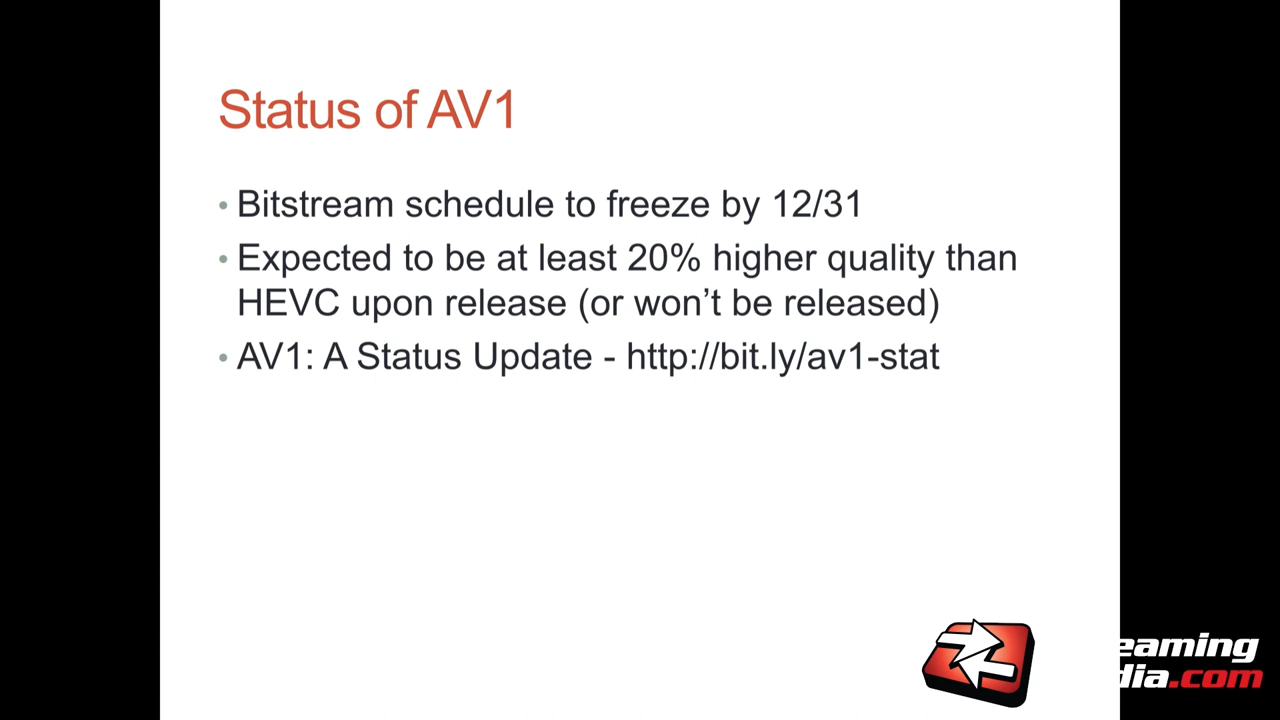 Status of AV1
• Bitstream schedule to freeze by 12/31
• Expected to be at least 20% higher quality than
HEVC upon release (or won’t be released)
• AV1: A Status Update - http://bit.ly/av1-stat
eaming
dia.com